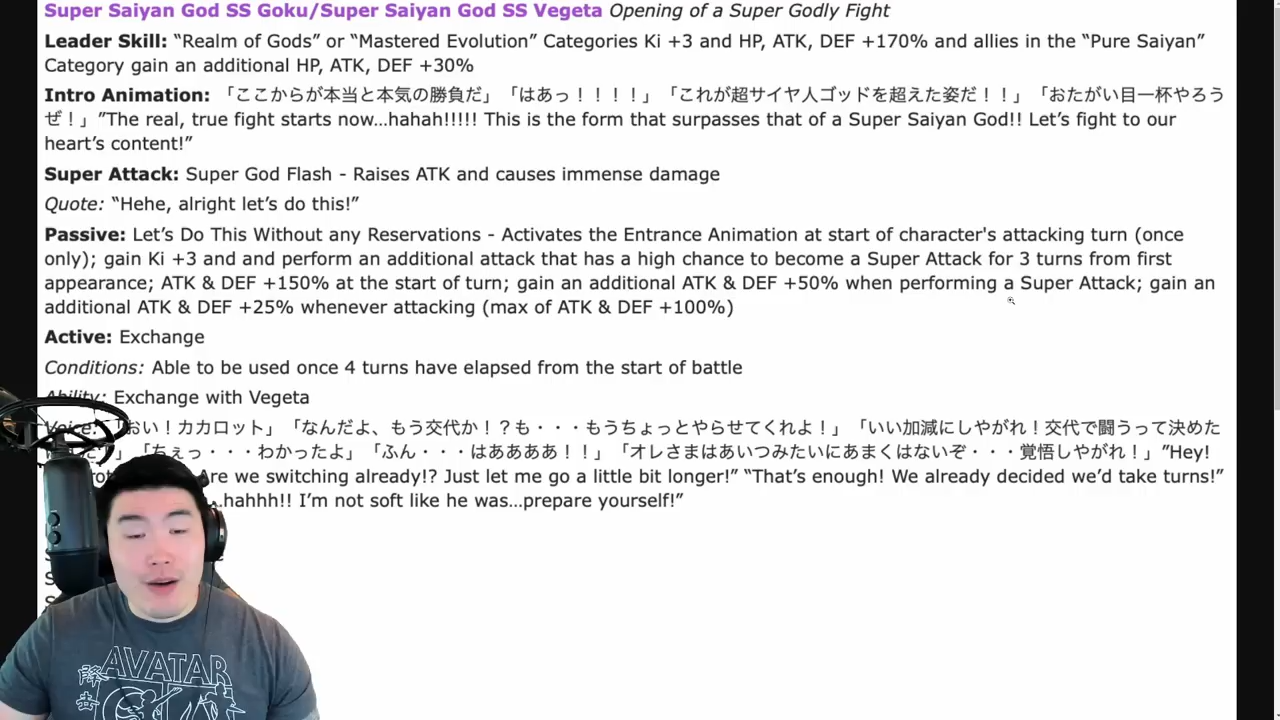 Super Saiyan God SS Goku/Super Saiyan God SS Vegeta Opening of a Super Godly Fight
Leader Skill: “Realm of Gods” or “Mastered Evolution” Categories Ki +3 and HP, ATK, DEF +170% and allies in the “Pure Saiyan”
Category gain an additional HP, ATK, DEF +30%
Intro Animation: 「ここからが本当と本気の勝負だ」「はあっ！！！！」「これが超サイヤ人ゴッドを超えた姿だ！！」「おたがい目一杯やろう
ぜ！」”The real, true fight starts now…hahah!!!!! This is the form that surpasses that of a Super Saiyan God!! Let’s fight to our
heart’s content!”
Super Attack: Super God Flash - Raises ATK and causes immense damage
Quote: “Hehe, alright let’s do this!”
Passive: Let’s Do This Without any Reservations - Activates the Entrance Animation at start of character's attacking turn (once
only); gain Ki +3 and and perform an additional attack that has a high chance to become a Super Attack for 3 turns from first
appearance; ATK & DEF +150% at the start of turn; gain an additional ATK & DEF +50% when performing a Super Attack; gain an
additional ATK & DEF +25% whenever attacking (max of ATK & DEF +100%)
Active: Exchange
Conditions: Able to be used once 4 turns have elapsed from the start of battle
Ability: Exchange with Vegeta
Voice: 「おい！カカロット」「なんだよ、もう交代か！？も・・・もうちょっとやらせてくれよ！」「いい加減にしやがれ！交代で闘うって決めた
」「ちぇっ・・・わかったよ」「ふん・・・はああああ！！」「オレさまはあいつみたいにあまくはないぞ・・・覚悟しやがれ！」”Hey!
Are we switching already!? Just let me go a little bit longer!” “That’s enough! We already decided we’d take turns!”
…hahhh!! I’m not soft like he was…prepare yourself!”
AVATAR